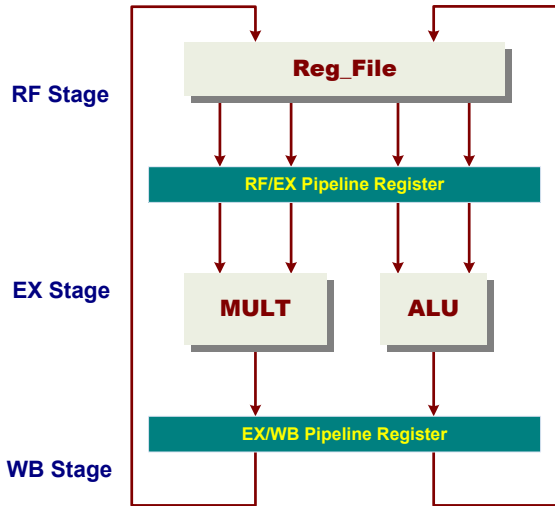 Reg_File
RF Stage
RF/EX Pipeline Register
EX Stage
MULT
ALU
EX/WB Pipeline Register
WB Stage